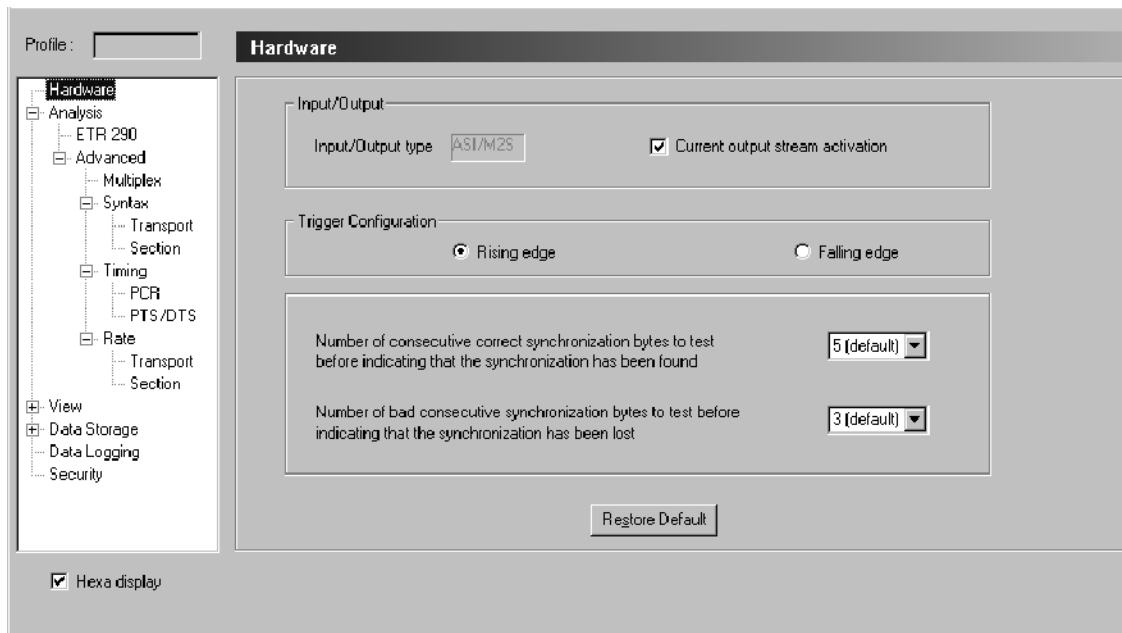 Profile :
Hardware
Hardware
Analysis
ETR 290
Advanced
Multiplex
Syntax
Transport
Section
Timing
PCR
PTS/DTS
Rate
Transport
Section
View
Data Storage
Data Logging
Security
Input/Output
Input/Output type ASI/M2S Current output stream activation
Trigger Configuration
Rising edge Falling edge
Number of consecutive correct synchronization bytes to test
before indicating that the synchronization has been found
5 (default)
Number of bad consecutive synchronization bytes to test before
indicating that the synchronization has been lost
3 (default)
Restore Default
Hexa display